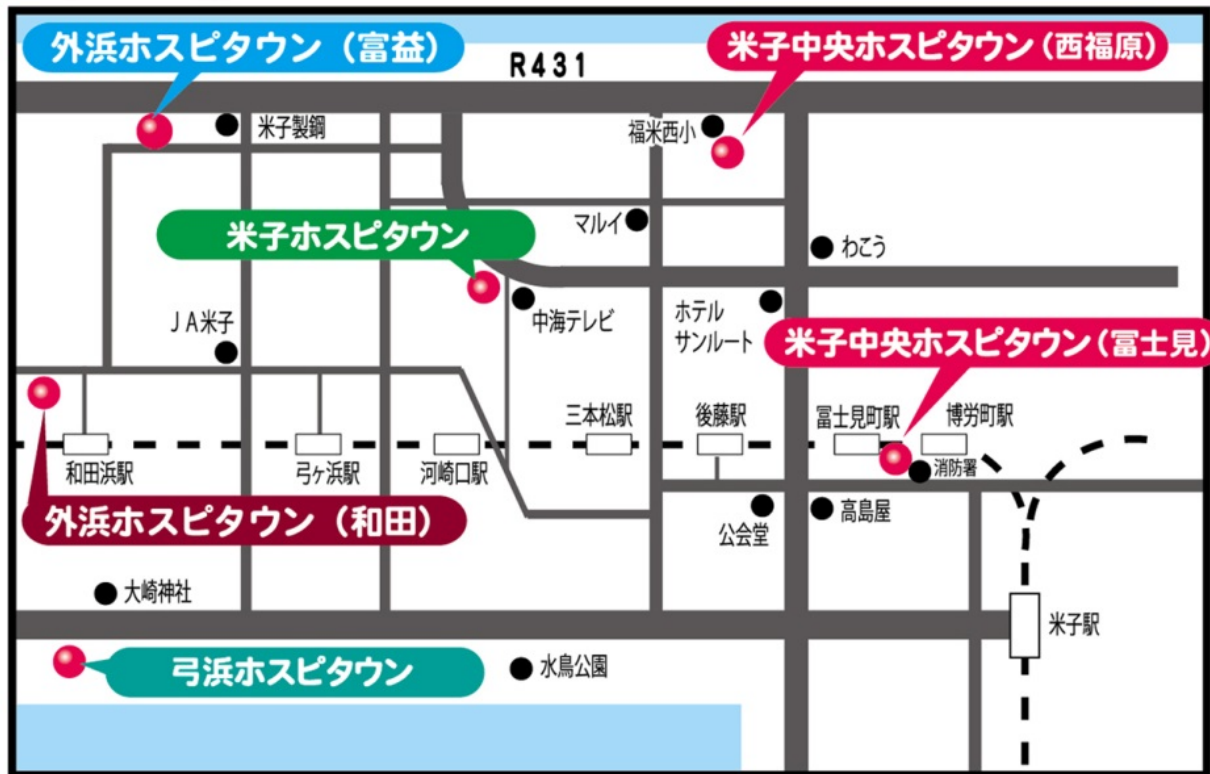 外浜ホスピタウン（富益）
R431
米子中央ホスピタウン（西福原）
米子製鋼
福米西小
マルイ
わこう
米子ホスピタウン
中海テレビ
ホテル
サンルート
ＪＡ米子
米子中央ホスピタウン（冨士見）
和田浜駅
弓ヶ浜駅
河崎口駅
三本松駅
後藤駅
冨士見町駅
博労町駅
消防署
外浜ホスピタウン（和田）
公会堂
高島屋
大崎神社
米子駅
弓浜ホスピタウン
水鳥公園